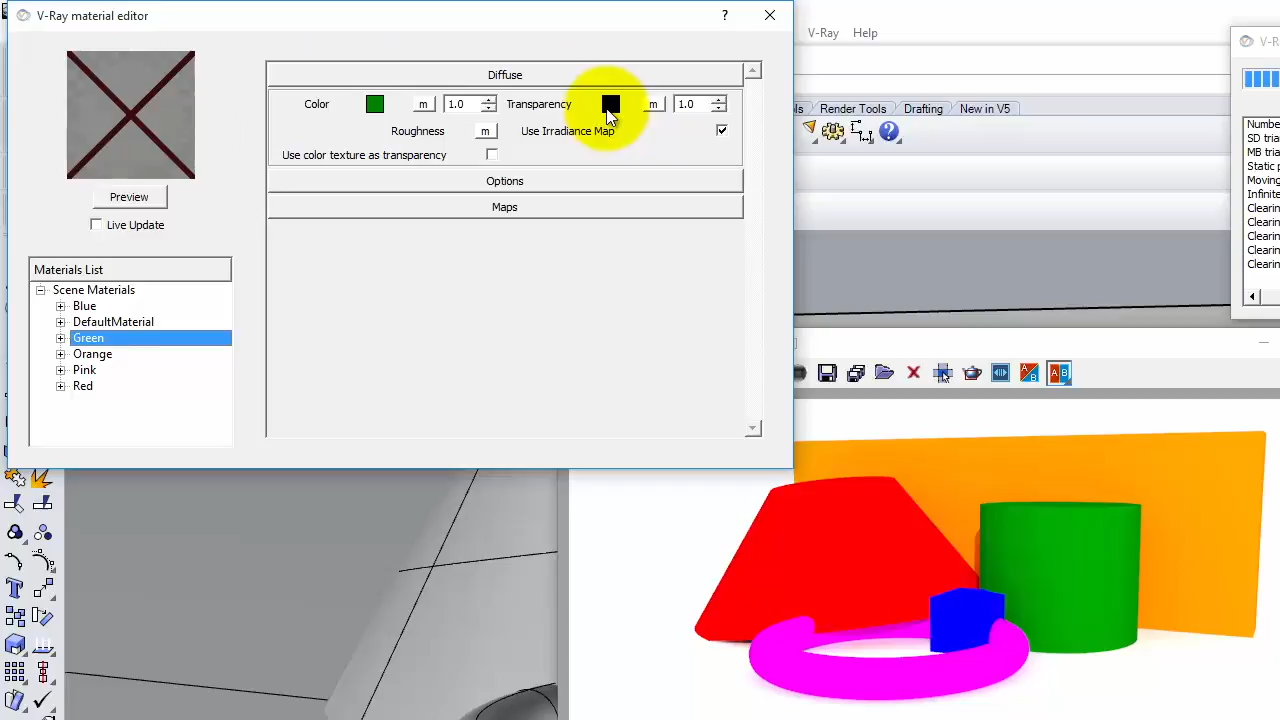 V-Ray material editor
?
V-Ray Help
V-R
Diffuse
Color m 1.0 Transparency m 1.0
Roughness m Use Irradiance Map
Use color texture as transparency
Options
Maps
Preview
Live Update
Materials List
Scene Materials
Blue
DefaultMaterial
Green
Orange
Pink
Red
ols Render Tools Drafting New in V5
Numbe
SD tria
MB tria
Static p
Moving
Infinite
Clearin
Clearin
Clearin
Clearin